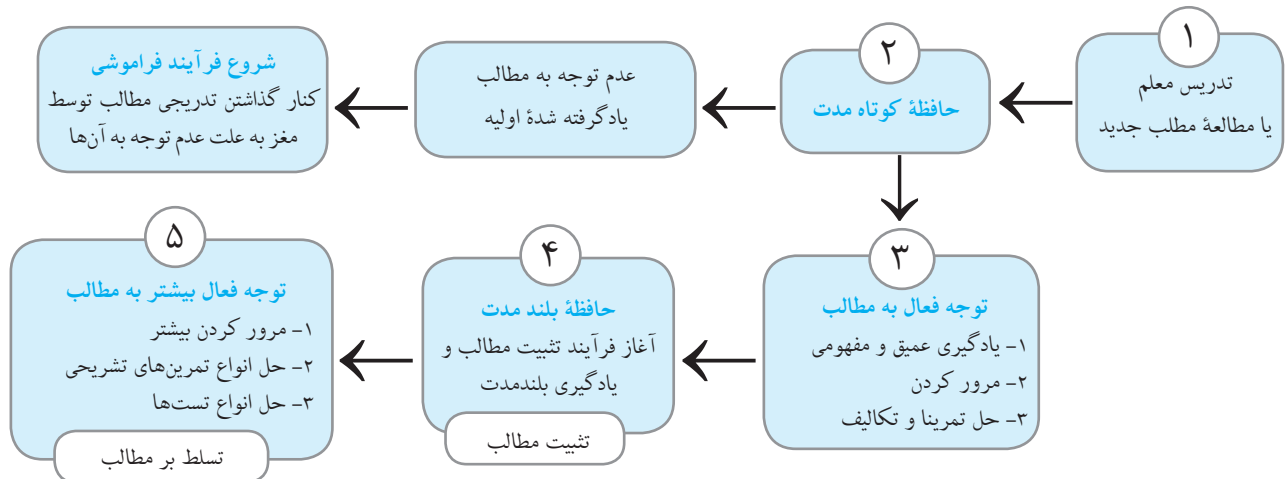 ۱
تدریس معلم
یا مطالعهٔ مطلب جدید
۲
حافظهٔ کوتاه مدت
عدم توجه به مطالب
یادگرفته شدهٔ اولیه
شروع فرآیند فراموشی
کنار گذاشتن تدریجی مطالب توسط
مغز به علت عدم توجه به آن‌ها
۳
توجه فعال به مطالب
۱- یادگیری عمیق و مفهومی
۲- مرور کردن
۳- حل تمرینا و تکالیف
۴
حافظهٔ بلند مدت
آغاز فرآیند تثبیت مطالب و
یادگیری بلندمدت
تثبیت مطالب
۵
توجه فعال بیشتر به مطالب
۱- مرور کردن بیشتر
۲- حل انواع تمرین‌های تشریحی
۳- حل انواع تست‌ها
تسلط بر مطالب